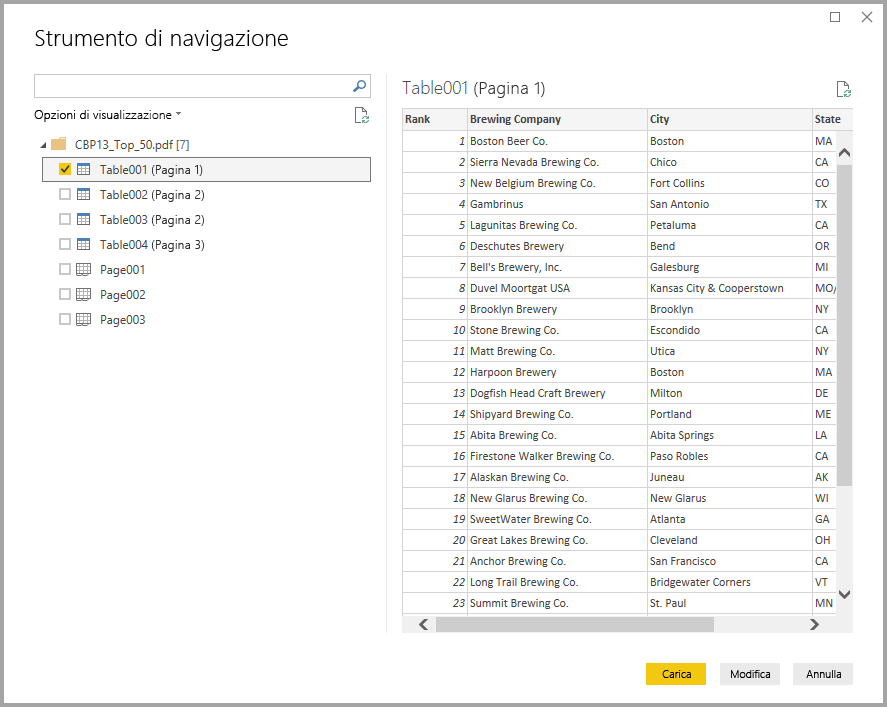 Strumento di navigazione
Opzioni di visualizzazione
CBP13_Top_50.pdf [7]
Table001 (Pagina 1)
Table002 (Pagina 2)
Table003 (Pagina 2)
Table004 (Pagina 3)
Page001
Page002
Page003
Table001 (Pagina 1)
Rank Brewing Company City State
1 Boston Beer Co. Boston MA
2 Sierra Nevada Brewing Co. Chico CA
3 New Belgium Brewing Co. Fort Collins CO
4 Gambrinus San Antonio TX
5 Lagunitas Brewing Co. Petaluma CA
6 Deschutes Brewery Bend OR
7 Bell's Brewery, Inc. Galesburg MI
8 Duvel Moortgat USA Kansas City & Cooperstown MO/
9 Brooklyn Brewery Brooklyn NY
10 Stone Brewing Co. Escondido CA
11 Matt Brewing Co. Utica NY
12 Harpoon Brewery Boston MA
13 Dogfish Head Craft Brewery Milton DE
14 Shipyard Brewing Co. Portland ME
15 Abita Brewing Co. Abita Springs LA
16 Firestone Walker Brewing Co. Paso Robles CA
17 Alaskan Brewing Co. Juneau AK
18 New Glarus Brewing Co. New Glarus WI
19 SweetWater Brewing Co. Atlanta GA
20 Great Lakes Brewing Co. Cleveland OH
21 Anchor Brewing Co. San Francisco CA
22 Long Trail Brewing Co. Bridgewater Corners VT
23 Summit Brewing Co. St. Paul MN
Carica Modifica Annulla